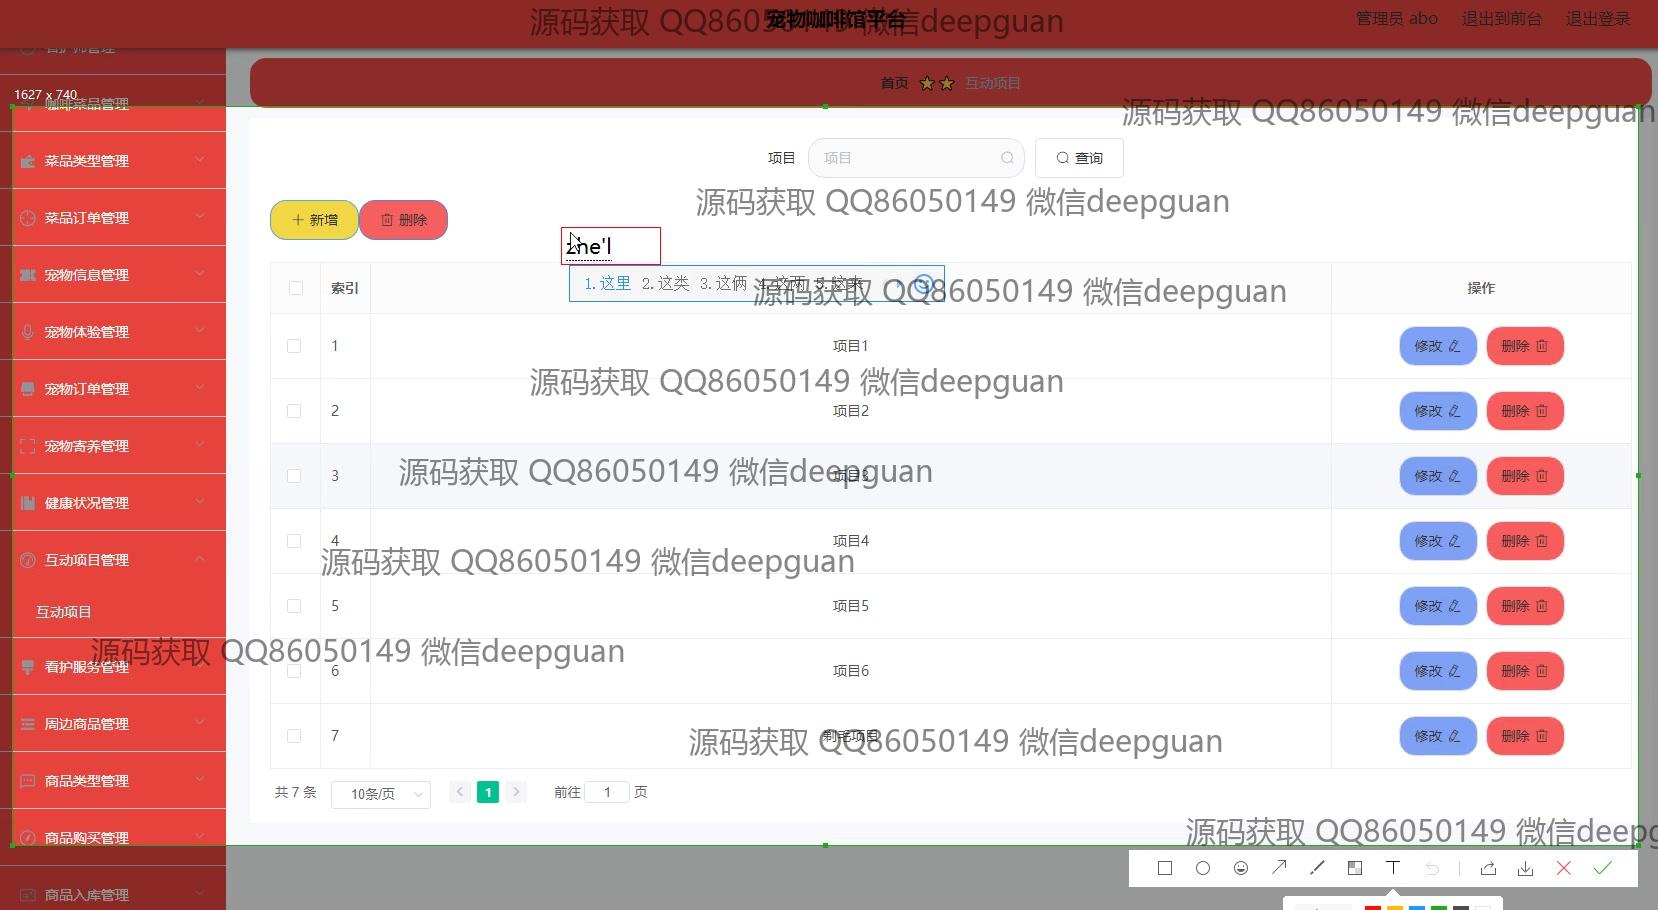 宠物咖啡馆平台
管理员 abo 退出到前台 退出登录
源码获取 QQ86050149 微信deepguan
看护师管理
1627 x 740
咖啡菜品管理
首页 互动项目
源码获取 QQ86050149 微信deepguan
菜品类型管理
项目 项目 查询
源码获取 QQ86050149 微信deepguan
菜品订单管理
新增 删除
zhe'l
1.这里 2.这类 3.这俩 4.这两 5.这来
宠物信息管理
索引 操作
源码获取 QQ86050149 微信deepguan
宠物体验管理
1 项目1 修改 删除
宠物订单管理
源码获取 QQ86050149 微信deepguan
2 项目2 修改 删除
宠物寄养管理
源码获取 QQ86050149 微信deepguan
3 项目3 修改 删除
健康状况管理
4 项目4 修改 删除
互动项目管理
源码获取 QQ86050149 微信deepguan
互动项目
5 项目5 修改 删除
源码获取 QQ86050149 微信deepguan
看护服务管理
6 项目6 修改 删除
周边商品管理
7 剃毛项目 修改 删除
源码获取 QQ86050149 微信deepguan
商品类型管理
共 7 条 10条/页 1 前往 1 页
商品购买管理
源码获取 QQ86050149 微信deepg
商品入库管理
T